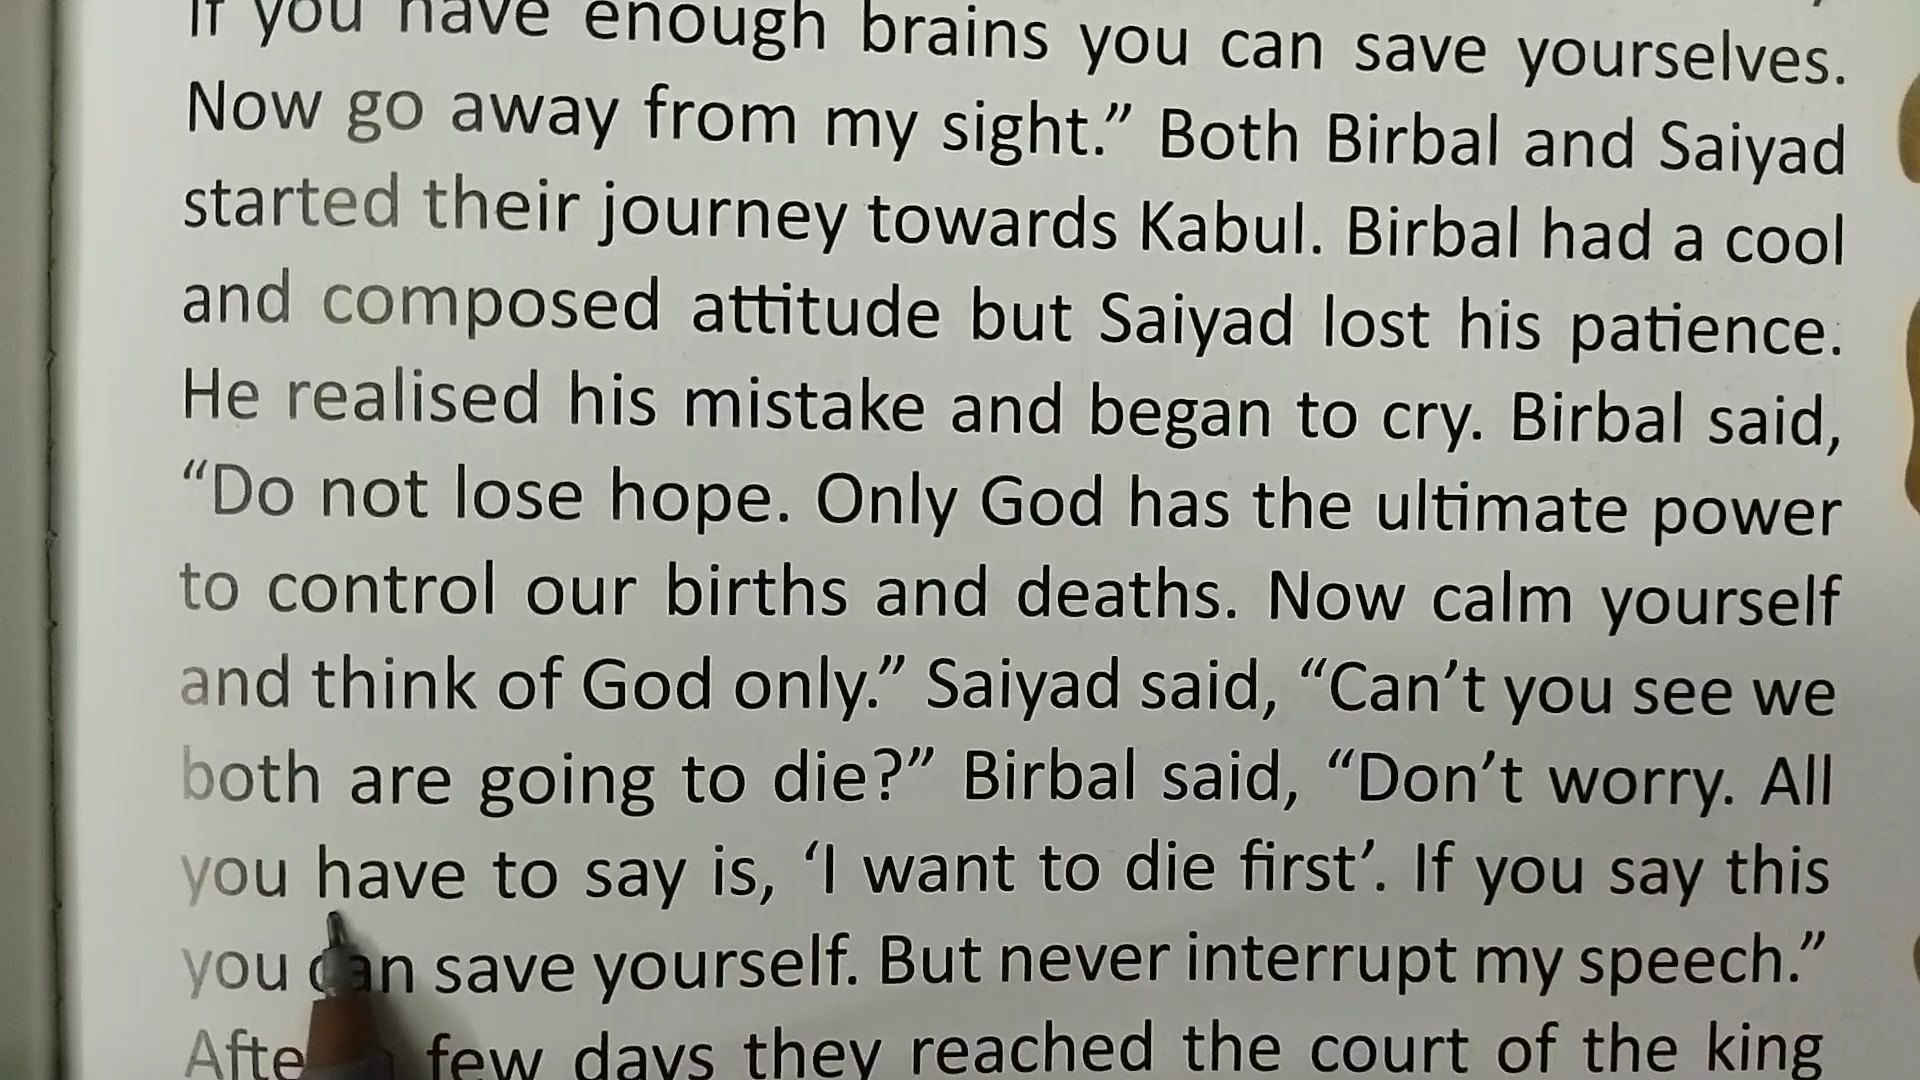 If you have enough brains you can save yourselves.
Now go away from my sight.” Both Birbal and Saiyad
started their journey towards Kabul. Birbal had a cool
and composed attitude but Saiyad lost his patience.
He realised his mistake and began to cry. Birbal said,
“Do not lose hope. Only God has the ultimate power
to control our births and deaths. Now calm yourself
and think of God only.” Saiyad said, “Can’t you see we
both are going to die?” Birbal said, “Don’t worry. All
you have to say is, ‘I want to die first’. If you say this
you can save yourself. But never interrupt my speech.”
After few days they reached the court of the king